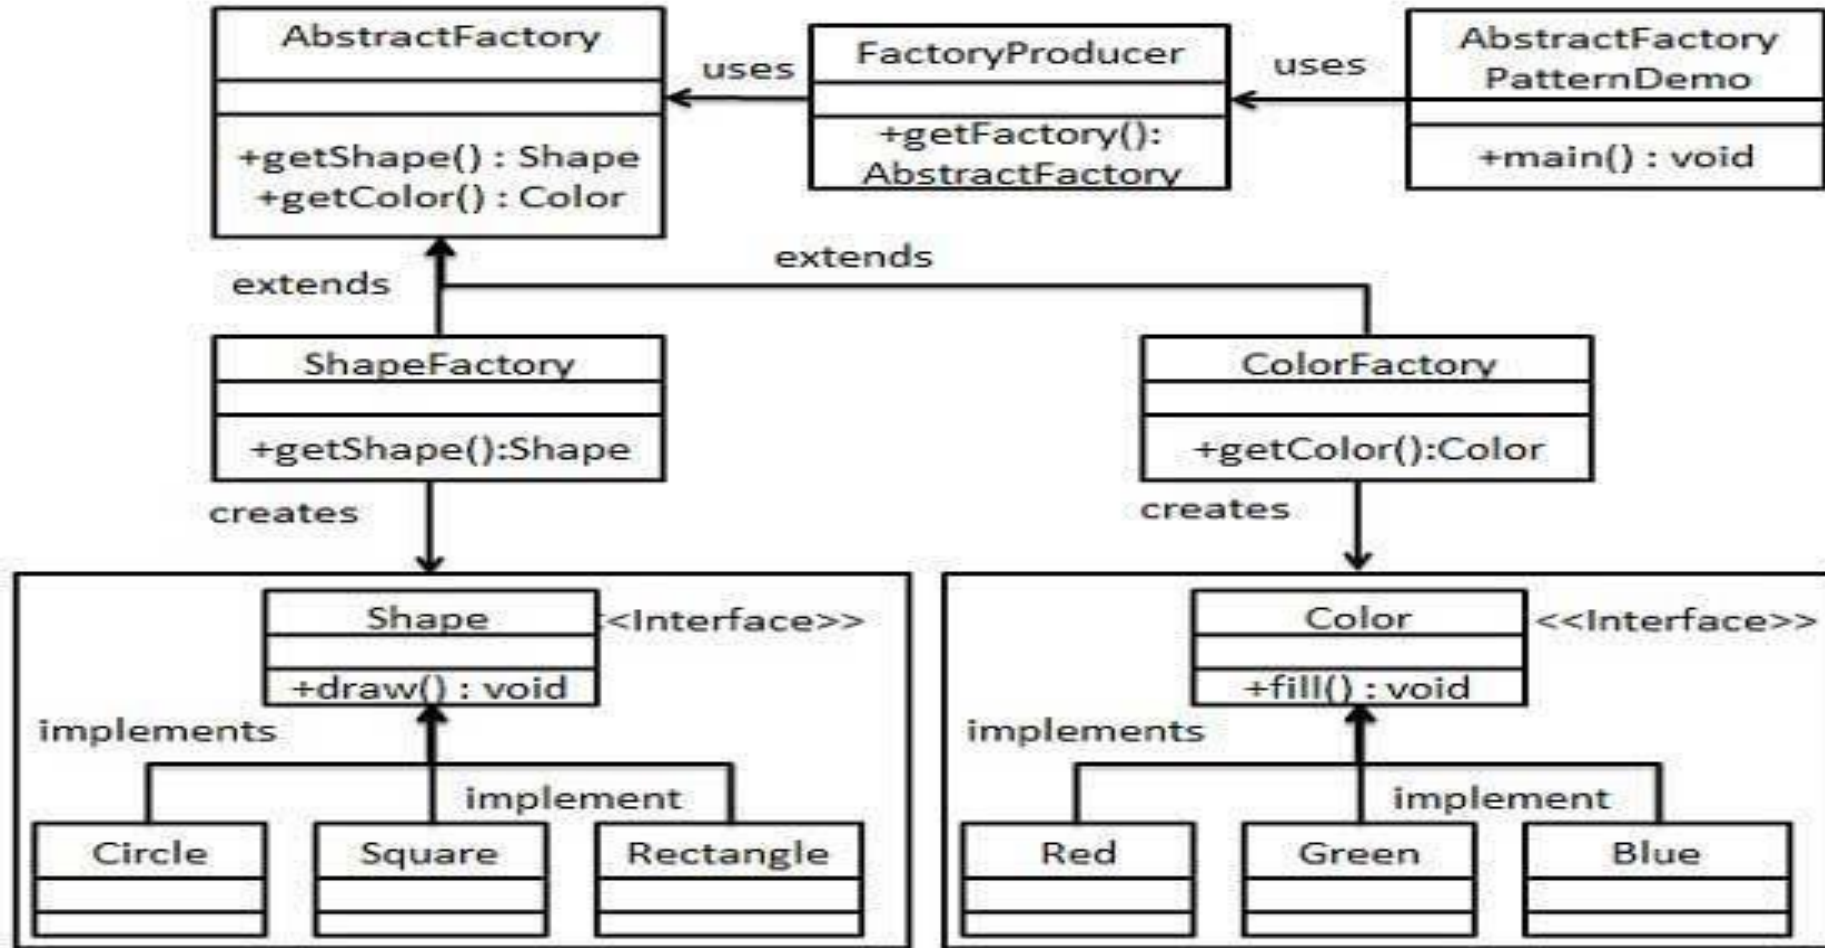 AbstractFactory
+getShape() : Shape
+getColor() : Color
uses
FactoryProducer
+getFactory():
AbstractFactory
uses
AbstractFactory
PatternDemo
+main() : void
extends
extends
ShapeFactory
+getShape():Shape
ColorFactory
+getColor():Color
creates
creates
Shape
<<Interface>>
+draw() : void
implements
implement
Circle
Square
Rectangle
Color
<<Interface>>
+fill() : void
implements
implement
Red
Green
Blue